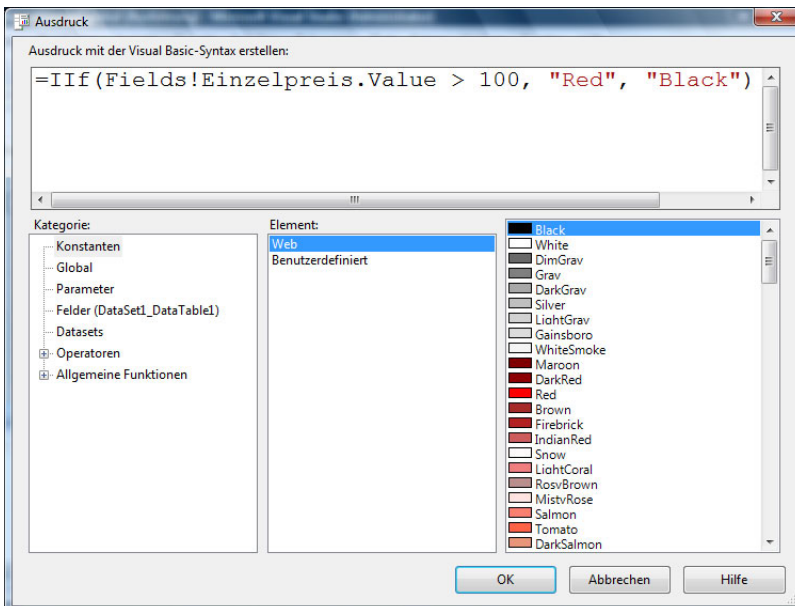 Ausdruck
Ausdruck mit der Visual Basic-Syntax erstellen:
=IIf(Fields!Einzelpreis.Value > 100, "Red", "Black")
Kategorie:
Konstanten
Global
Parameter
Felder (DataSet1_DataTable1)
Datasets
Operatoren
Allgemeine Funktionen
Element:
Web
Benutzerdefiniert
Black
White
DimGray
Gray
DarkGray
Silver
LightGray
Gainsboro
WhiteSmoke
Maroon
DarkRed
Red
Brown
Firebrick
IndianRed
Snow
LightCoral
RosyBrown
MistyRose
Salmon
Tomato
DarkSalmon
OK
Abbrechen
Hilfe